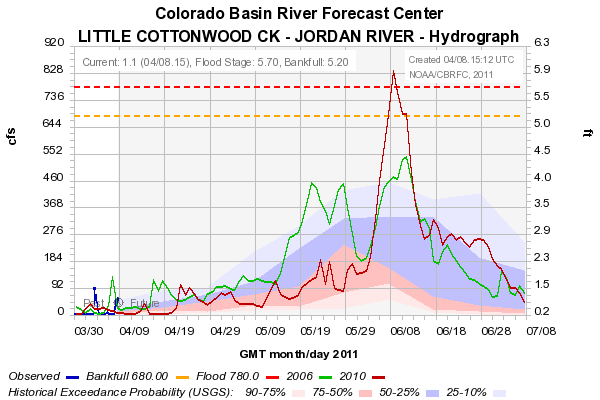 Colorado Basin River Forecast Center
LITTLE COTTONWOOD CK - JORDAN RIVER - Hydrograph
920 6.3
Current: 1.1 (04/08.15), Flood Stage: 5.70, Bankfull: 5.20
Created 04/08.15:12 UTC
NOAA/CBRFC, 2011
828 5.9
736 5.5
644 5.0
552 4.5
460 4.0
368 3.5
276 2.9
184 2.3
92 1.5
0 0.2
cfs
ft
Future
03/30 04/09 04/19 04/29 05/09 05/19 05/29 06/08 06/18 06/28 07/08
GMT month/day 2011
Observed Bankfull 680.00 Flood 780.0 2006 2010
Historical Exceedance Probability (USGS): 90-75% 75-50% 50-25% 25-10%